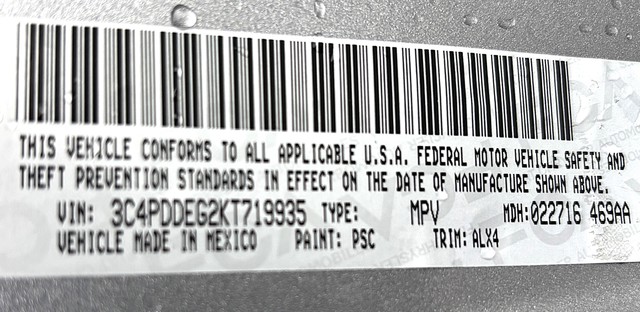 THIS VEHICLE CONFORMS TO ALL APPLICABLE U.S.A. FEDERAL MOTOR VEHICLE SAFETY AND
THEFT PREVENTION STANDARDS IN EFFECT ON THE DATE OF MANUFACTURE SHOWN ABOVE.
VIN: 3C4PDDEG2KT719935 TYPE: MPV MDH:022716 469AA
VEHICLE MADE IN MEXICO PAINT: PSC TRIM: ALX4